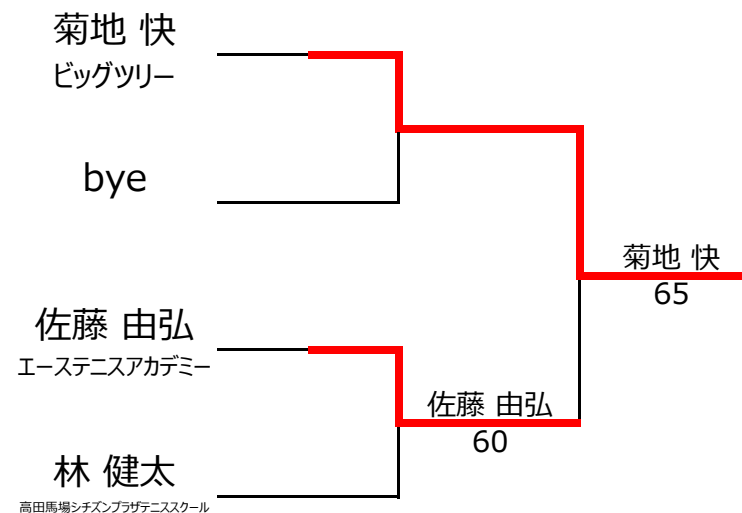 菊地 快
ビッグツリー
bye
菊地 快
65
佐藤 由弘
エーステニスアカデミー
佐藤 由弘
60
林 健太
高田馬場シチズンプラザテニススクール